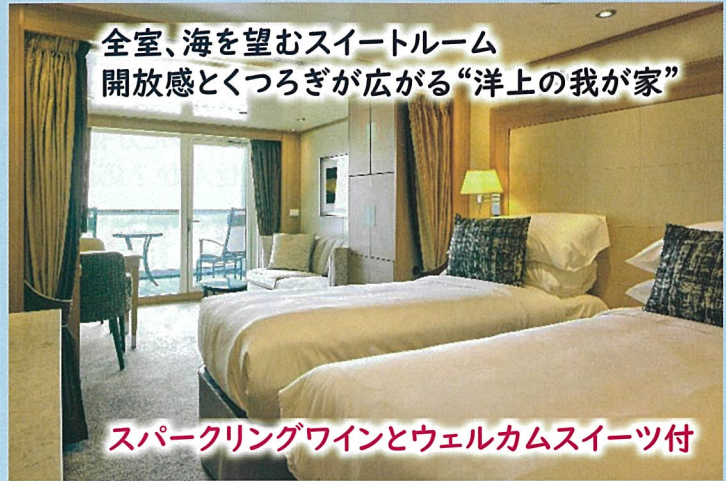 全室、海を望むスイートルーム
開放感とくつろぎが広がる“洋上の我が家”
スパークリングワインとウェルカムスイーツ付